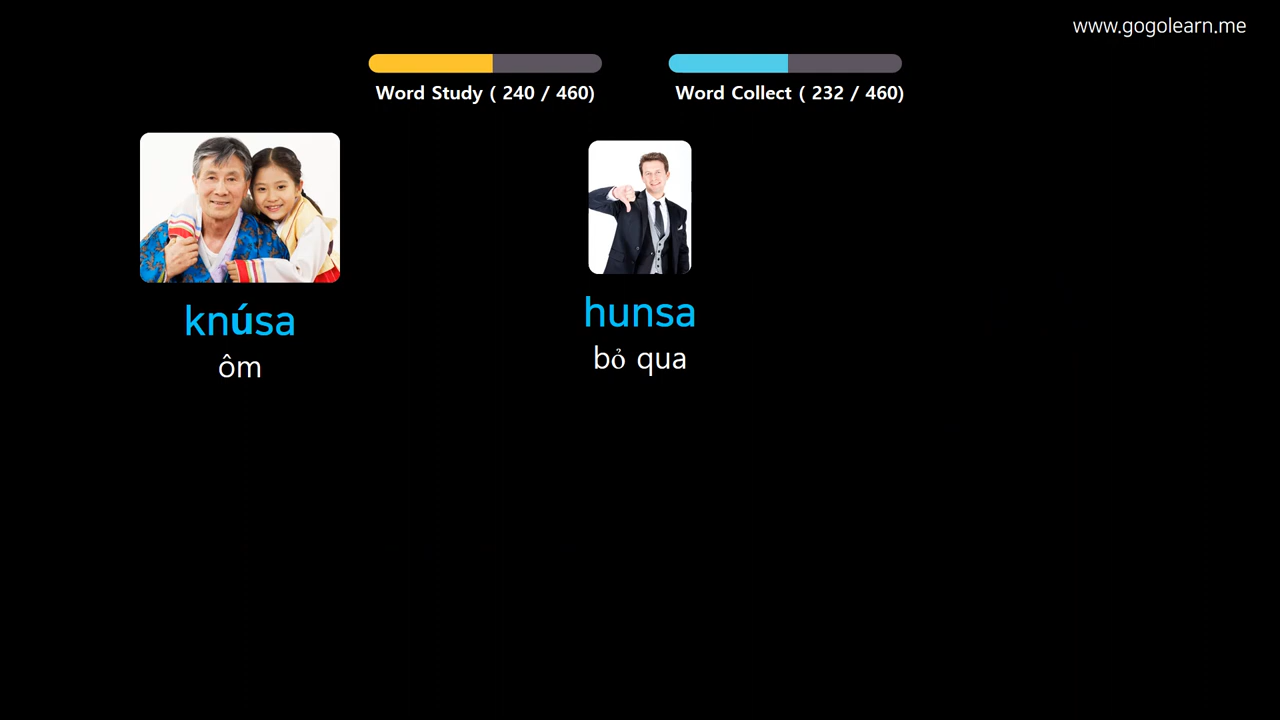 www.gogolearn.me
Word Study ( 240 / 460)
Word Collect ( 232 / 460)
knúsa
ôm
hunsa
bỏ qua